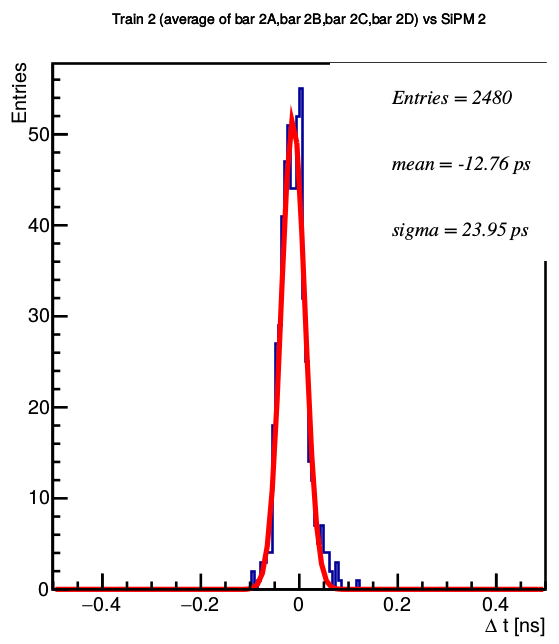 Train 2 (average of bar 2A,bar 2B,bar 2C,bar 2D) vs SIPM 2
Entries
Entries = 2480
mean = -12.76 ps
sigma = 23.95 ps
50
40
30
20
10
0
−0.4 −0.2 0 0.2 0.4
Δ t [ns]